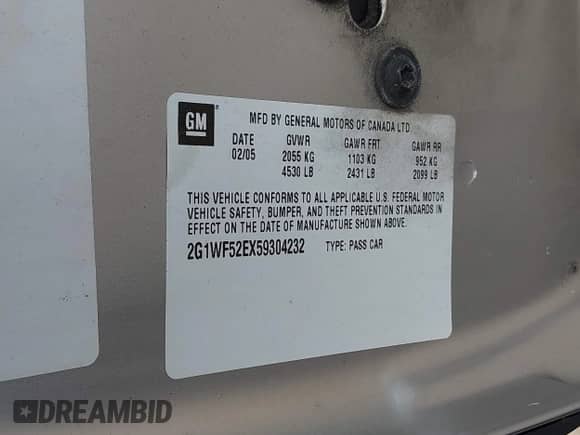 GM
MFD BY GENERAL MOTORS OF CANADA LTD
DATE GVWR GAWR FRT GAWR RR
02/05 2055 KG 1103 KG 952 KG
4530 LB 2431 LB 2099 LB
THIS VEHICLE CONFORMS TO ALL APPLICABLE U.S. FEDERAL MOTOR
VEHICLE SAFETY, BUMPER, AND THEFT PREVENTION STANDARDS IN
EFFECT ON THE DATE OF MANUFACTURE SHOWN ABOVE.
2G1WF52EX59304232 TYPE: PASS CAR
DREAMBID